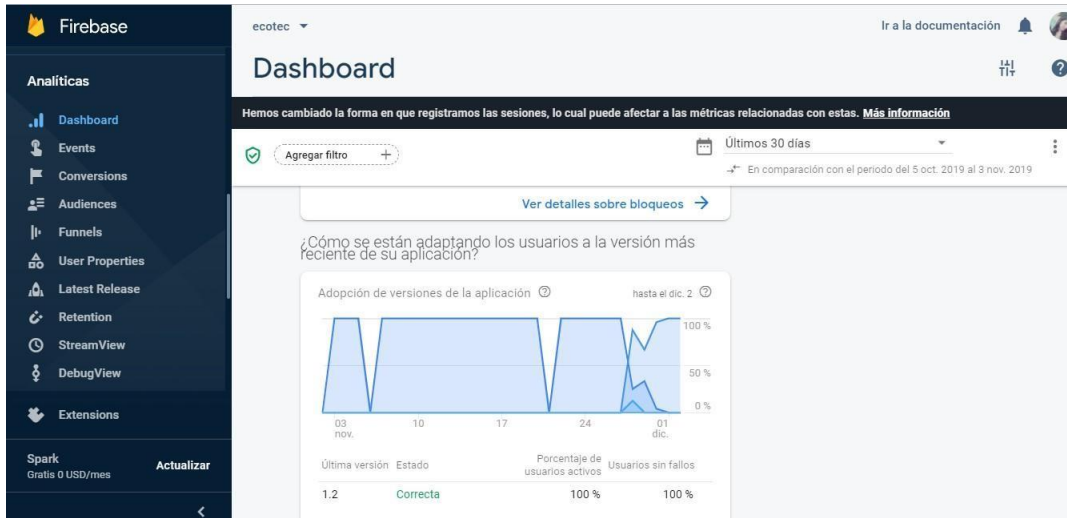 Firebase
Analíticas
Dashboard
Events
Conversions
Audiences
Funnels
User Properties
Latest Release
Retention
StreamView
DebugView
Extensions
Spark
Gratis 0 USD/mes
Actualizar
ecotec
Ir a la documentación
Dashboard
Hemos cambiado la forma en que registramos las sesiones, lo cual puede afectar a las métricas relacionadas con estas. Más información
Agregar filtro
Últimos 30 días
En comparación con el periodo del 5 oct. 2019 al 3 nov. 2019
Ver detalles sobre bloqueos
¿Cómo se están adaptando los usuarios a la versión más
reciente de su aplicación?
Adopción de versiones de la aplicación
hasta el dic. 2
100 %
50 %
0 %
03 10 17 24 01
nov. dic.
Última versión Estado Porcentaje de usuarios activos Usuarios sin fallos
1.2 Correcta 100 % 100 %